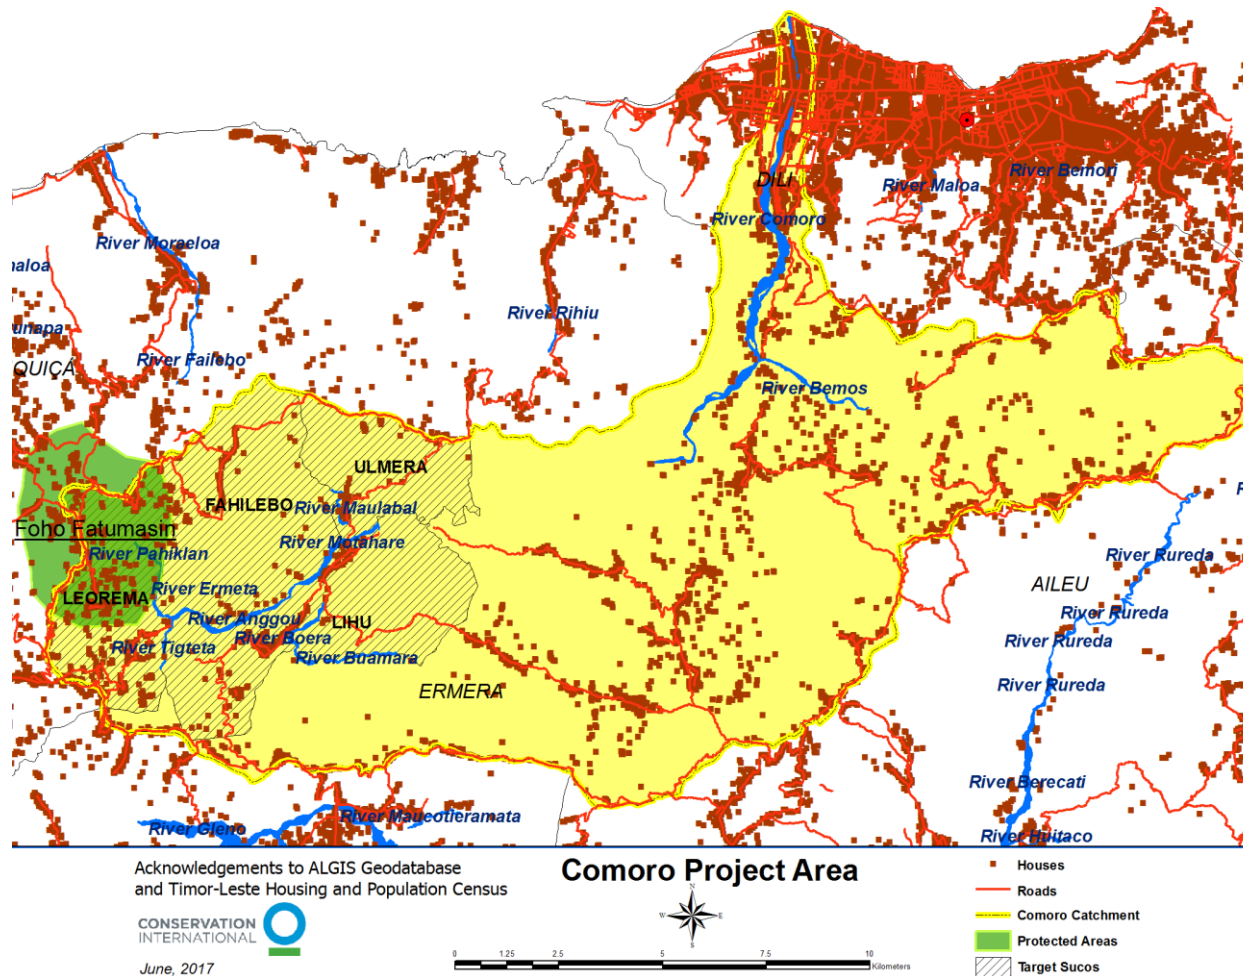 DILI
River Bemori
River Maloa
River Comoro
River Moraeloa
River Rihiu
River Failebo
River Bemos
ULMERA
FAHILEBO
River Maulabal
Foho Fatumasin
River Pahiklan
River Motahare
River Rureda
AILEU
River Ermeta
LEOREMA
River Anggou
LIHU
River Rureda
River Boera
River Tigteta
River Rureda
River Buamara
ERMERA
River Rureda
River Berecati
River Gleno
River Maucotieramata
River Huitaco
Acknowledgements to ALGIS Geodatabase
and Timor-Leste Housing and Population Census
CONSERVATION
INTERNATIONAL
June, 2017
Comoro Project Area
N
W E
S
0 1.25 2.5 5 7.5 10
Kilometers
Houses
Roads
Comoro Catchment
Protected Areas
Target Sucos